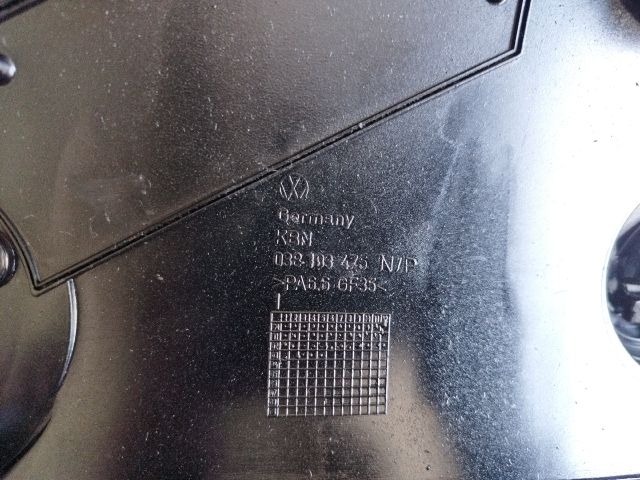 Germany
KBN
038 103 475 N/P
>PA6.6 GF35<